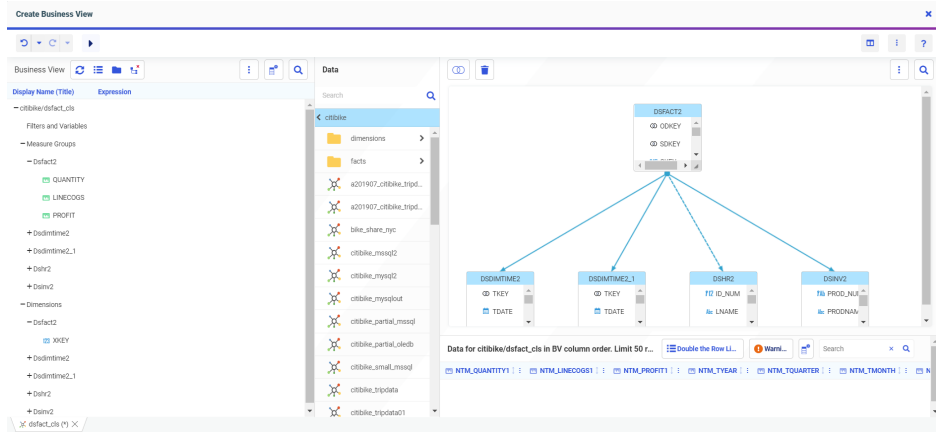 Create Business View
Business View
Display Name (Title) Expression
citibike/dsfact_cls
Filters and Variables
Measure Groups
Dsfact2
QUANTITY
LINECOGS
PROFIT
Dsdimtime2
Dsdimtime2_1
Dshr2
Dsinv2
Dimensions
Dsfact2
XKEY
Dsdimtime2
Dsdimtime2_1
Dshr2
Dsinv2
dsfact_cls (*)
Data
Search
citibike
dimensions
facts
a201907_citibike_tripd...
a201907_citibike_tripd...
bike_share_nyc
citibike_mssql2
citibike_mysql2
citibike_mysqlout
citibike_partial_mssql
citibike_partial_oledb
citibike_small_mssql
citibike_tripdata
citibike_tripdata01
DSFACT2
ODKEY
SDKEY
DSDIMTIME2
TKEY
TDATE
DSDIMTIME2_1
TKEY
TDATE
DSHR2
ID_NUM
LNAME
DSINV2
PROD_NU
PRODNAM
Data for citibike/dsfact_cls in BV column order. Limit 50 r... Double the Row Li... Warni... Search
NTM_QUANTITY1 NTM_LINECOGS1 NTM_PROFIT1 NTM_TYEAR NTM_TQUARTER NTM_TMONTH N